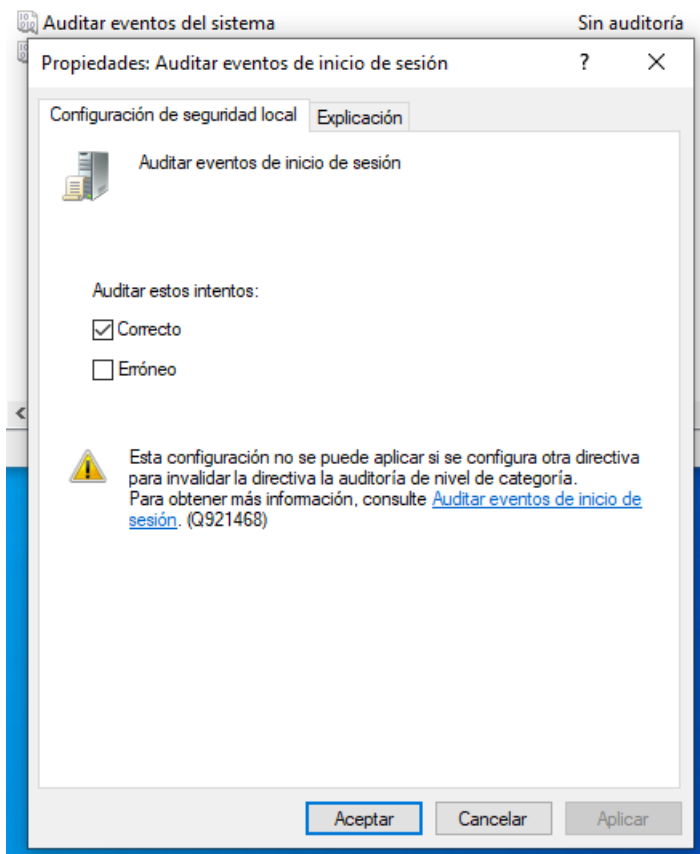 Auditar eventos del sistema Sin auditoría
Propiedades: Auditar eventos de inicio de sesión ? ×
Configuración de seguridad local Explicación
Auditar eventos de inicio de sesión
Auditar estos intentos:
Correcto
Erróneo
Esta configuración no se puede aplicar si se configura otra directiva
para invalidar la directiva la auditoría de nivel de categoría.
Para obtener más información, consulte Auditar eventos de inicio de
sesión. (Q921468)
Aceptar Cancelar Aplicar